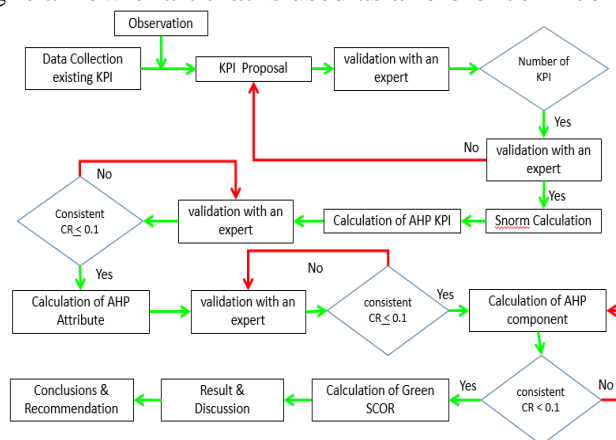 Observation
Data Collection
existing KPI
KPI Proposal
validation with an
expert
Number of
KPI
Yes
No
validation with an
expert
Yes
No
Consistent
CR < 0.1
validation with an
expert
Calculation of AHP KPI
Snorm Calculation
Yes
No
Calculation of AHP
Attribute
validation with an
expert
consistent
CR ≤ 0.1
Yes
Calculation of AHP
component
Conclusions &
Recommendation
Result &
Discussion
Calculation of Green
SCOR
Yes
consistent
CR < 0.1
No